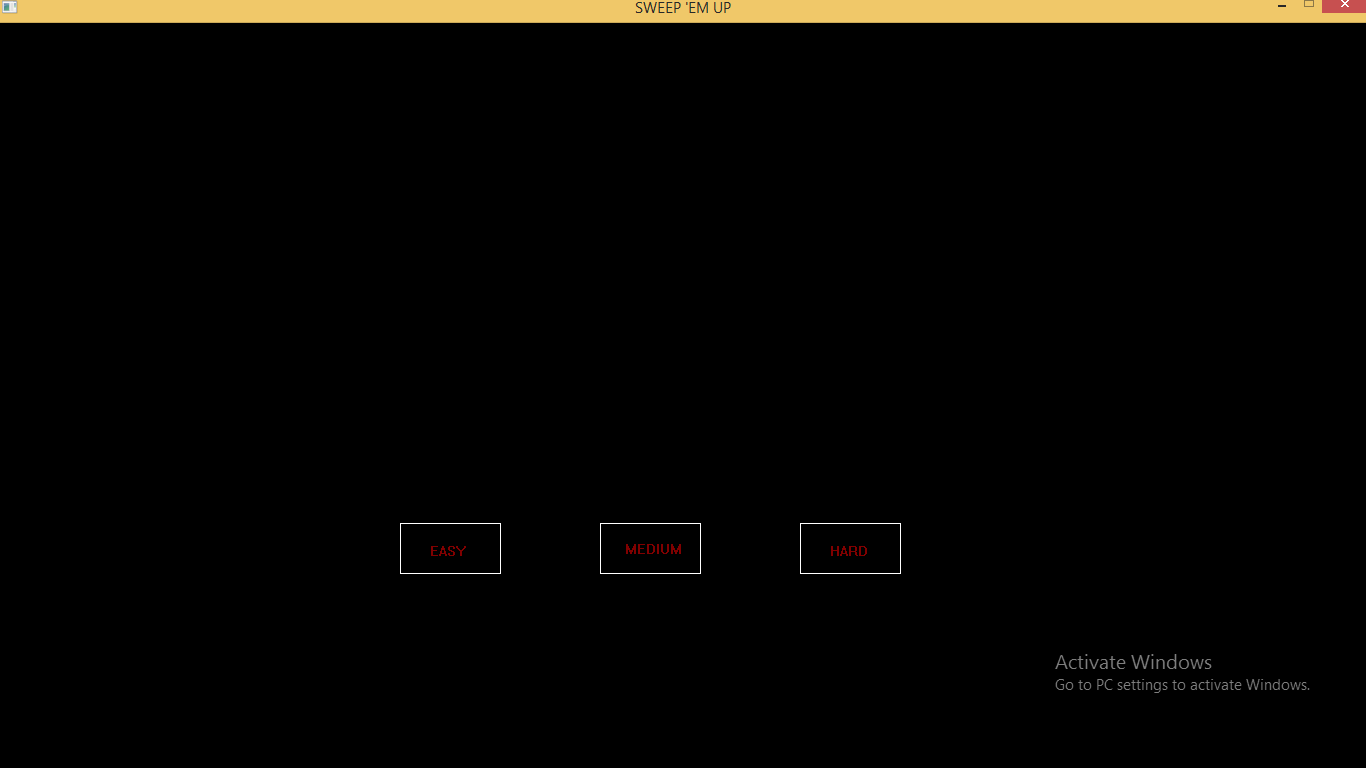 SWEEP 'EM UP
EASY
MEDIUM
HARD
Activate Windows
Go to PC settings to activate Windows.